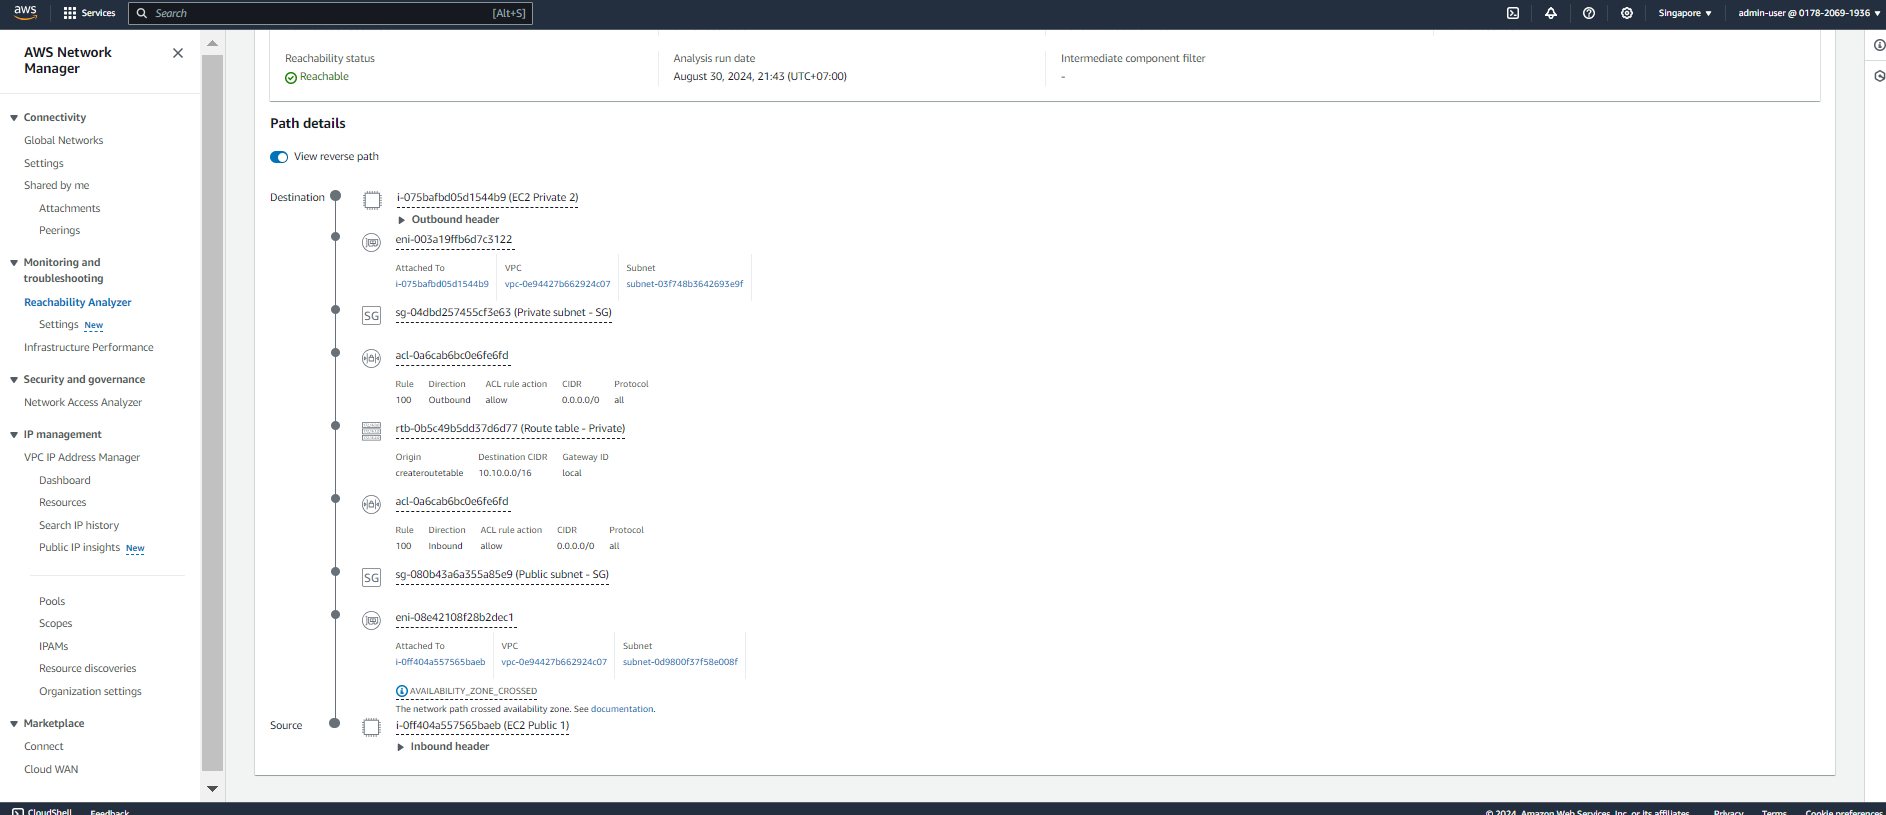 aws
Services
Search
[Alt+S]
Singapore ▼
admin-user @ 0178-2069-1936 ▼
AWS Network
Manager
Connectivity
Global Networks
Settings
Shared by me
Attachments
Peerings
Monitoring and
troubleshooting
Reachability Analyzer
Settings New
Infrastructure Performance
Security and governance
Network Access Analyzer
IP management
VPC IP Address Manager
Dashboard
Resources
Search IP history
Public IP insights New
Pools
Scopes
IPAMs
Resource discoveries
Organization settings
Marketplace
Connect
Cloud WAN
Reachability status
Reachable
Analysis run date
August 30, 2024, 21:43 (UTC+07:00)
Intermediate component filter
-
Path details
View reverse path
Destination
i-075bafbd05d1544b9 (EC2 Private 2)
Outbound header
eni-003a19ffb6d7c3122
Attached To VPC Subnet
i-075bafbd05d1544b9 vpc-0e94427b662924c07 subnet-03f748b3642693e9f
SG sg-04dbd257455cf3e63 (Private subnet - SG)
acl-0a6cab6bc0e6fe6fd
Rule Direction ACL rule action CIDR Protocol
100 Outbound allow 0.0.0.0/0 all
rtb-0b5c49b5dd37d6d77 (Route table - Private)
Origin Destination CIDR Gateway ID
createroutetable 10.10.0.0/16 local
acl-0a6cab6bc0e6fe6fd
Rule Direction ACL rule action CIDR Protocol
100 Inbound allow 0.0.0.0/0 all
SG sg-080b43a6a355a85e9 (Public subnet - SG)
eni-08e42108f28b2dec1
Attached To VPC Subnet
i-0ff404a557565baeb vpc-0e94427b662924c07 subnet-0d9800f37f58e008f
AVAILABILITY_ZONE_CROSSED
The network path crossed availability zone. See documentation.
Source
i-0ff404a557565baeb (EC2 Public 1)
Inbound header
CloudShell
Feedback
© 2024, Amazon Web Services, Inc. or its affiliates.
Privacy
Terms
Cookie preferences